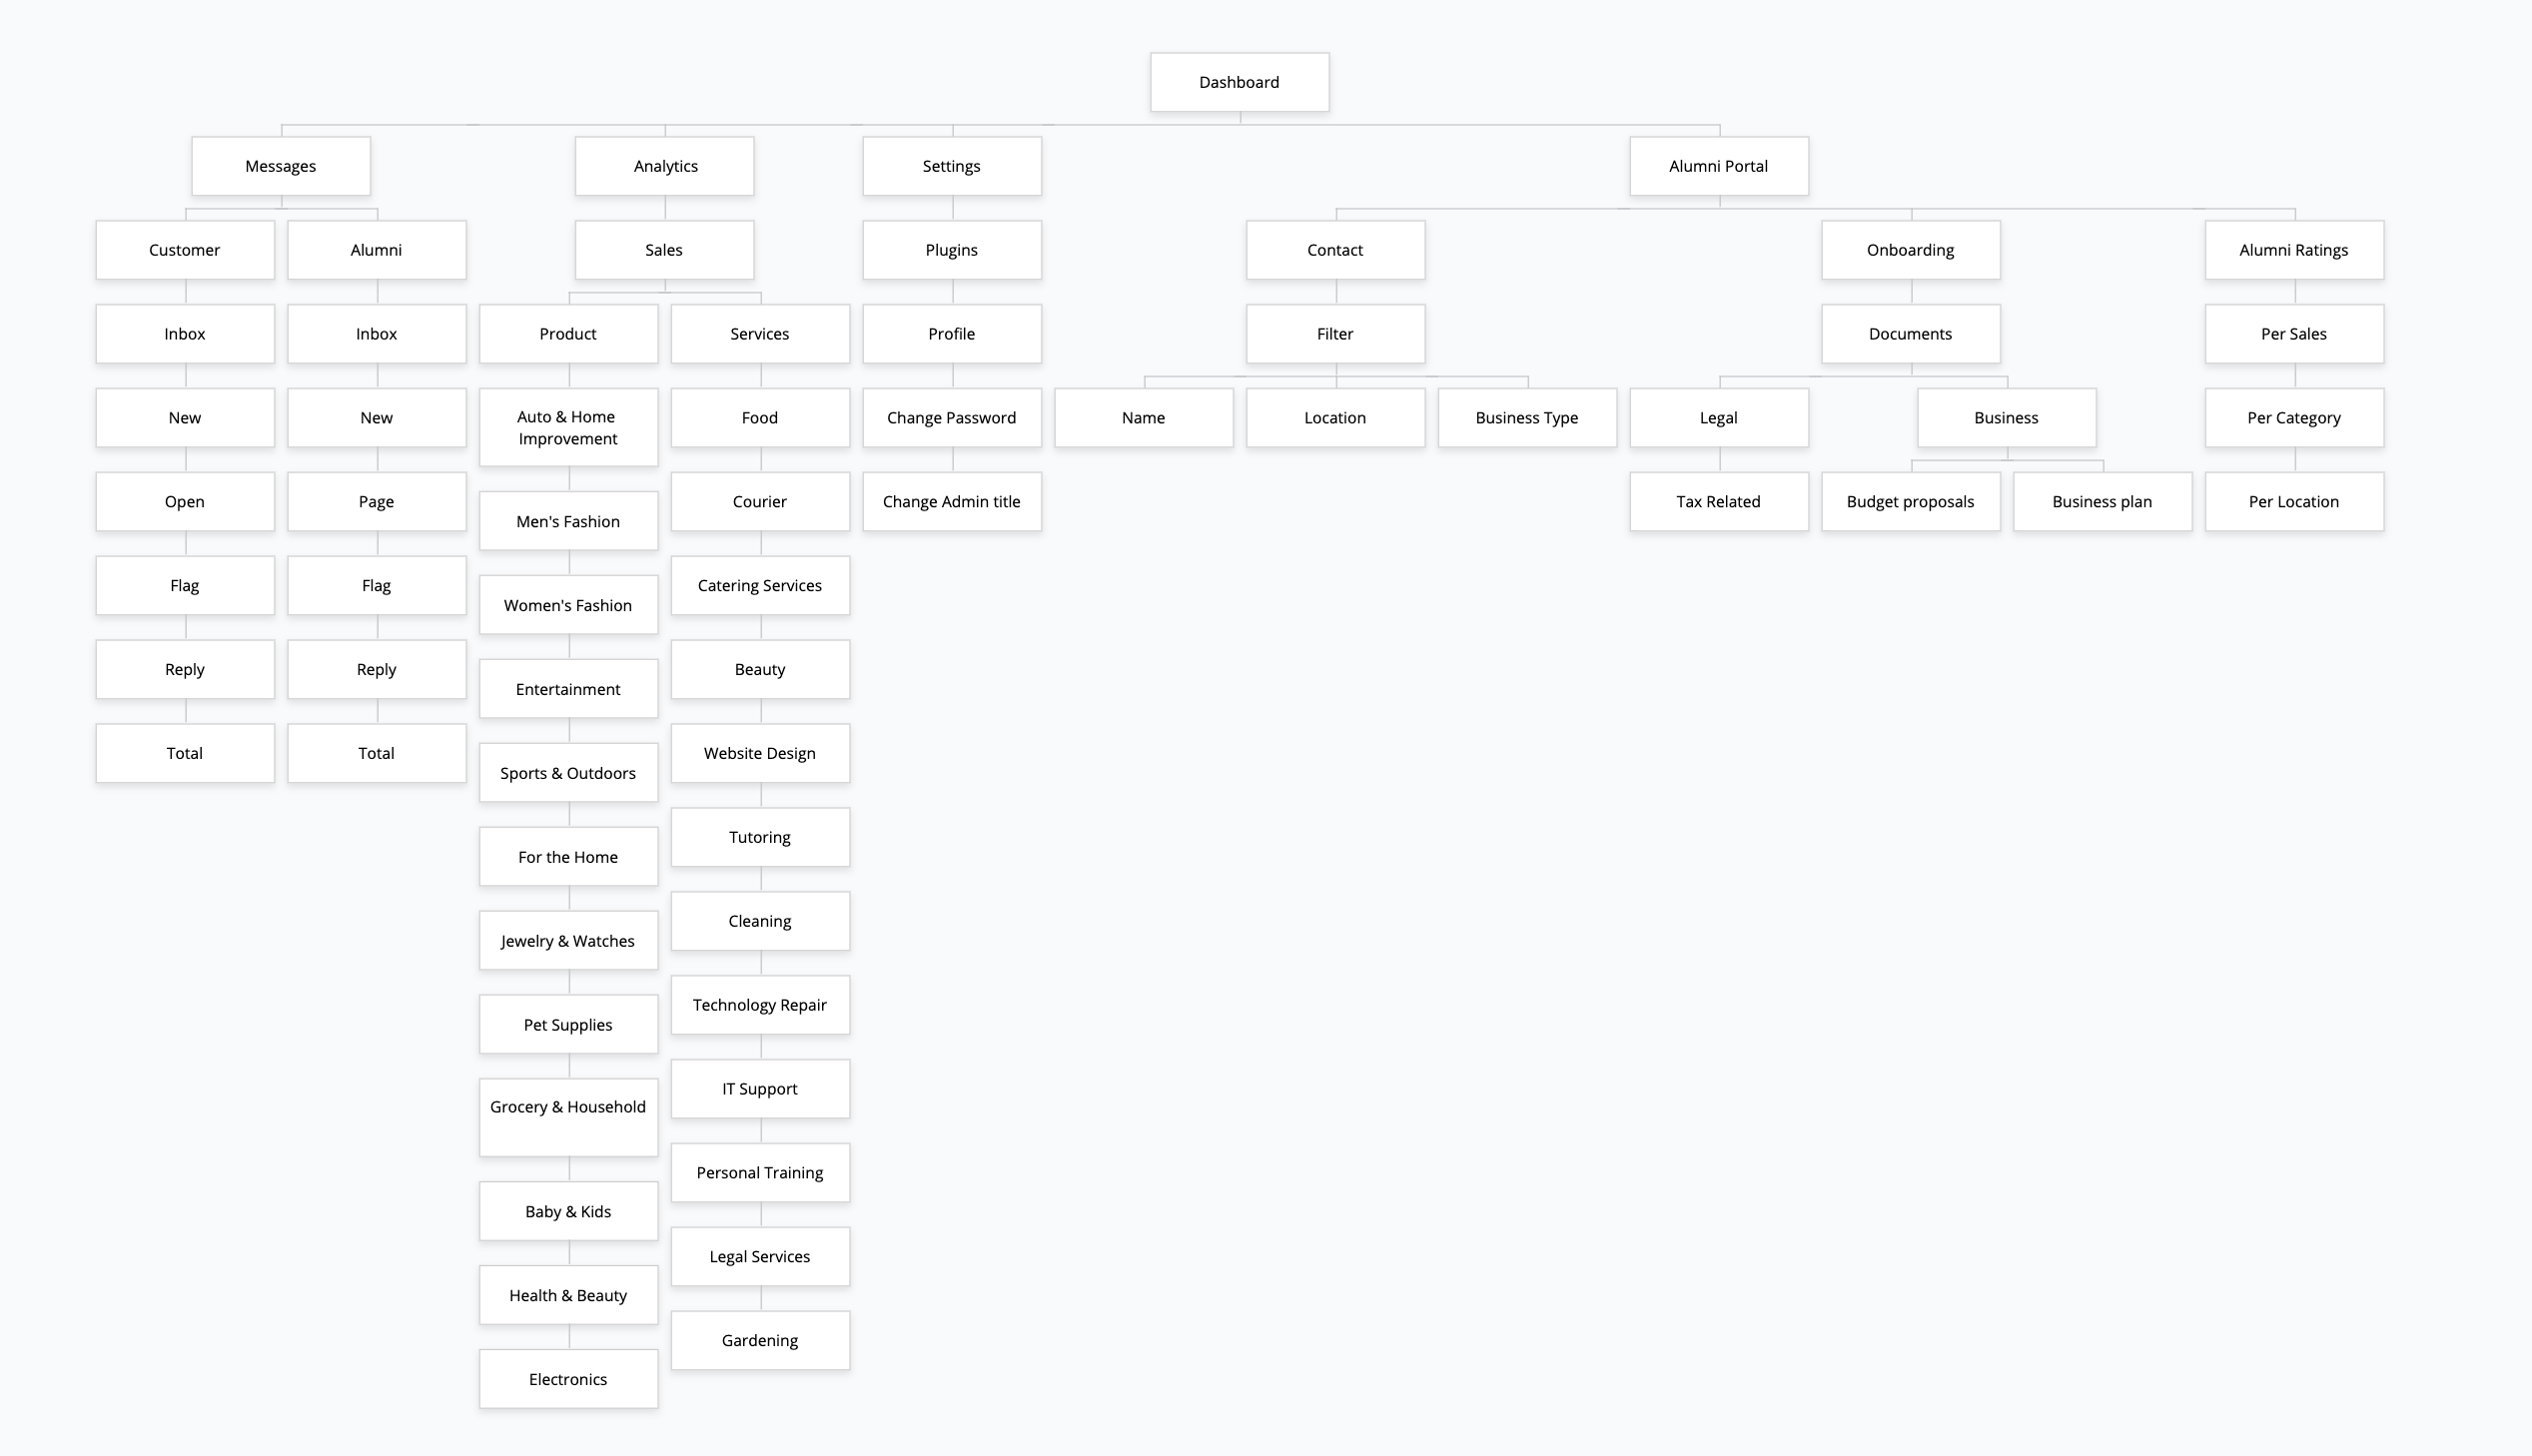 Dashboard
Messages
Analytics
Settings
Alumni Portal
Customer
Alumni
Sales
Plugins
Contact
Onboarding
Alumni Ratings
Inbox
Inbox
Product
Services
Profile
Filter
Documents
Per Sales
New
New
Auto & Home
Improvement
Food
Change Password
Name
Location
Business Type
Legal
Business
Per Category
Open
Page
Men's Fashion
Courier
Change Admin title
Tax Related
Budget proposals
Business plan
Per Location
Flag
Flag
Women's Fashion
Catering Services
Reply
Reply
Entertainment
Beauty
Total
Total
Sports & Outdoors
Website Design
For the Home
Tutoring
Jewelry & Watches
Cleaning
Pet Supplies
Technology Repair
Grocery & Household
IT Support
Baby & Kids
Personal Training
Health & Beauty
Legal Services
Electronics
Gardening